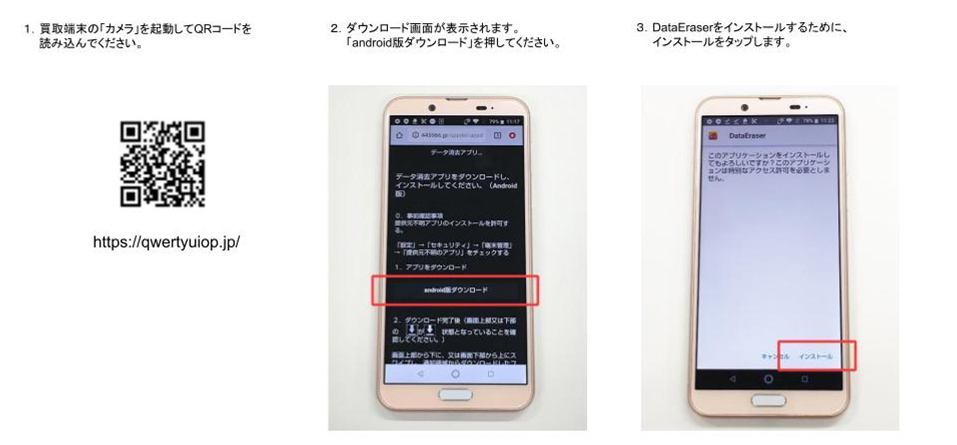 1．買取端末の「カメラ」を起動してQRコードを
読み込んでください。
https://qwertyuiop.jp/
2．ダウンロード画面が表示されます。
「android版ダウンロード」を押してください。
11:17
データ消去アプリ...
データ消去アプリをダウンロードし、
インストールしてください。（Android
版）
０．事前確認事項
提供元不明アプリのインストールを許可す
る。
「設定」→「セキュリティ」→「端末管理」
→「提供元不明のアプリ」をチェックする
１．アプリをダウンロード
android版ダウンロード
２．ダウンロード完了後（画面上部又は下部
の が 状態となっていることを確
認してください。）
画面上部から下に、又は画面下部から上にス
3．DataEraserをインストールするために、
インストールをタップします。
DataEraser
このアプリケーションをインストールし
てもよろしいですか？このアプリケーシ
ョンは特別なアクセス許可を必要としま
せん。
キャンセル インストール